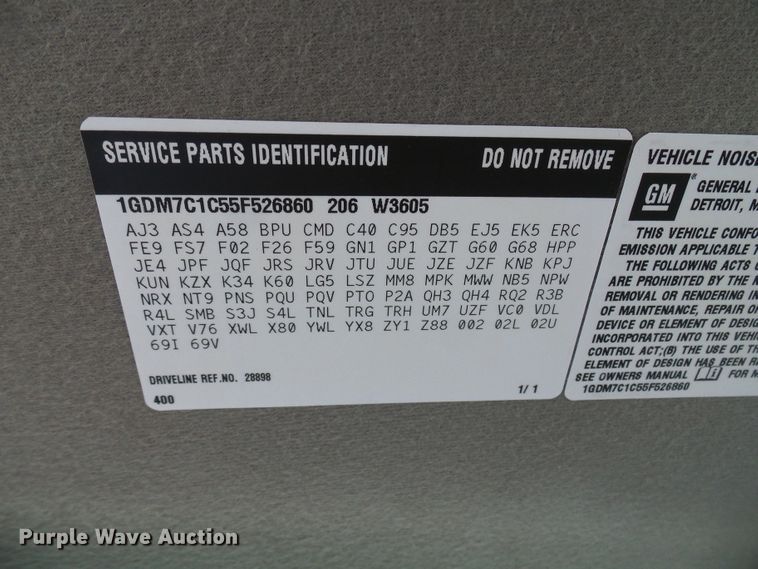 SERVICE PARTS IDENTIFICATION DO NOT REMOVE
1GDM7C1C55F526860 206 W3605
AJ3 AS4 A58 BPU CMD C40 C95 DB5 EJ5 EK5 ERC
FE9 FS7 F02 F26 F59 GN1 GP1 GZT G60 G68 HPP
JE4 JPF JQF JRS JRV JTU JUE JZE JZF KNB KPJ
KUN KZX K34 K60 LG5 LSZ MM8 MPK MWW NB5 NPW
NRX NT9 PNS PQU PQV PTO P2A QH3 QH4 RQ2 R3B
R4L SMB S3J S4L TNL TRG TRH UM7 UZF VC0 VDL
VXT V76 XWL X80 YWL YX8 ZY1 Z88 002 02L 02U
69I 69V
DRIVELINE REF.NO. 28898
400 1/ 1
VEHICLE NOIS
GM
GENERAL
DETROIT, M
THIS VEHICLE CONFO
EMISSION APPLICABLE T
THE FOLLOWING ACTS
ARE PROHIBITED BY THE
REMOVAL OR RENDERING IN
OF MAINTENANCE, REPAIR O
DEVICE OR ELEMENT OF DESIG
INCORPORATED INTO THIS VEHI
CONTROL ACT;(B) THE USE OF TH
ELEMENT OF DESIGN HAS BEEN R
SEE OWNERS MANUAL FOR M
1GDM7C1C55F526860
Purple Wave Auction